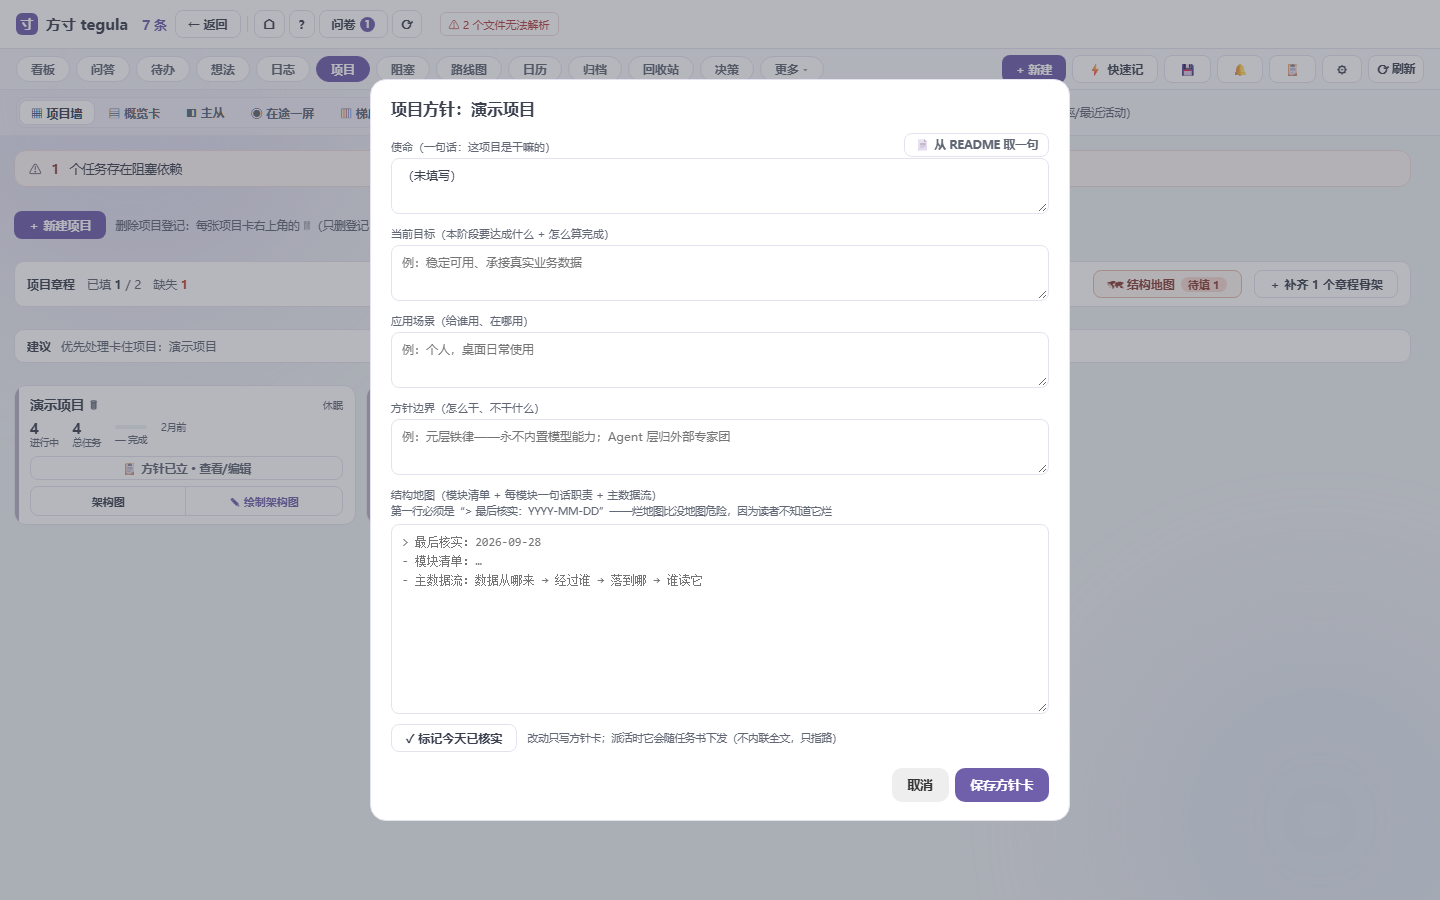 寸 方寸 tegula 7 条 ← 返回 ? 问卷 1 ⚠ 2 个文件无法解析
看板 问答 待办 想法 日志 项目 阻塞 路线图 日历 归档 回收站 决策 更多 + 新建 快速记 刷新
项目墙 概览卡 主从 在途一屏 /最近活动)
⚠ 1 个任务存在阻塞依赖
+ 新建项目 删除项目登记：每张项目卡右上角的 (只删登记
项目章程 已填 1 / 2 缺失 1 结构地图 待填 1 + 补齐 1 个章程骨架
建议 优先处理卡住项目：演示项目
演示项目 休眠
4 4 2月前
进行中 总任务 — 完成
方针已立 • 查看/编辑
架构图 绘制架构图
项目方针：演示项目
使命（一句话：这项目是干嘛的） 从 README 取一句
（未填写）
当前目标（本阶段要达成什么 + 怎么算完成）
例：稳定可用、承接真实业务数据
应用场景（给谁用、在哪用）
例：个人，桌面日常使用
方针边界（怎么干、不干什么）
例：元层铁律——永不内置模型能力；Agent 层归外部专家团
结构地图（模块清单 + 每模块一句话职责 + 主数据流）
第一行必须是“> 最后核实：YYYY-MM-DD”——烂地图比没地图危险，因为读者不知道它烂
> 最后核实：2026-09-28
- 模块清单：…
- 主数据流：数据从哪来 → 经过谁 → 落到哪 → 谁读它
✓ 标记今天已核实 改动只写方针卡；派活时它会随任务书下发（不内联全文，只指路）
取消 保存方针卡